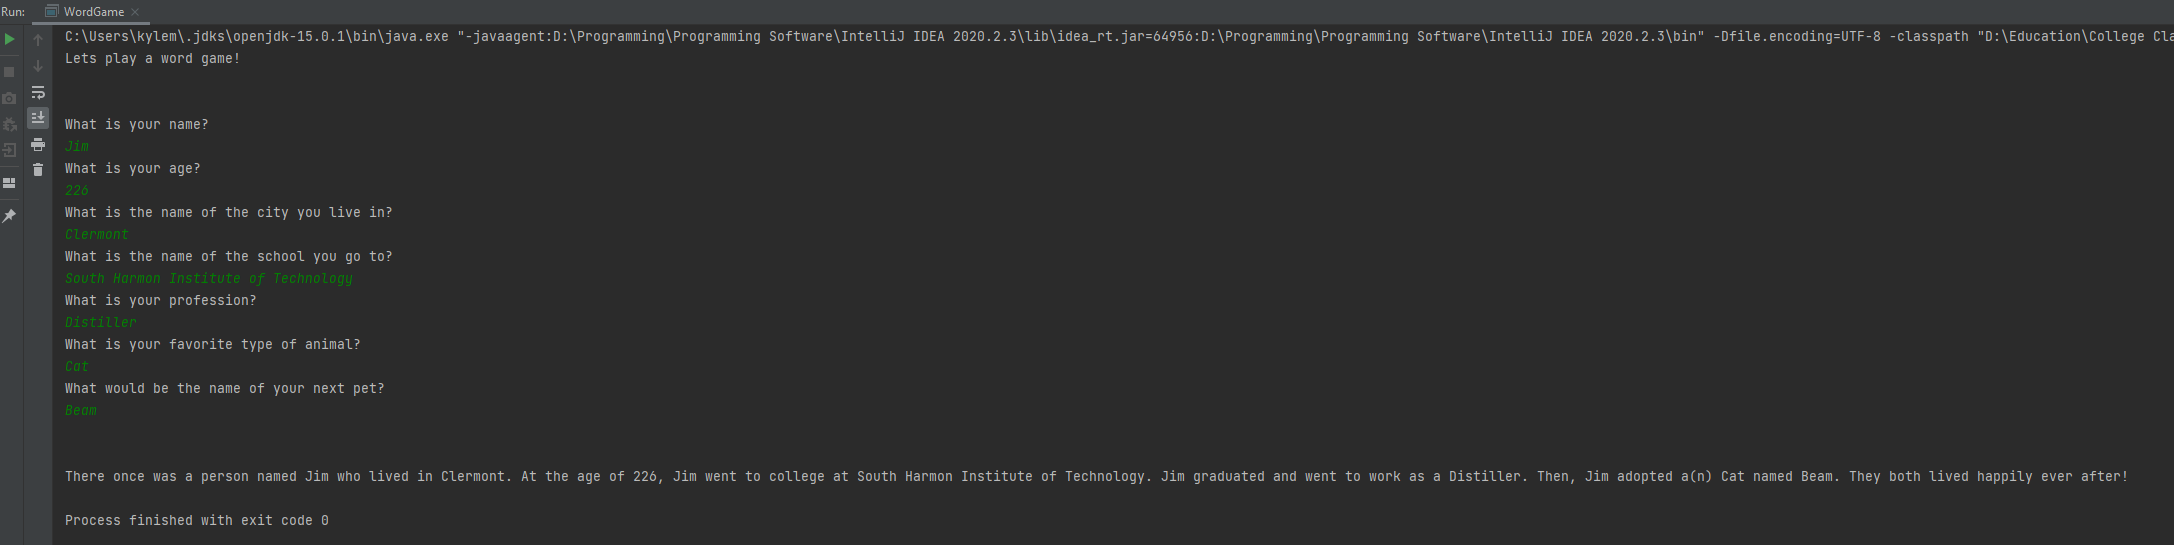 Run: WordGame
C:\Users\kylem\.jdks\openjdk-15.0.1\bin\java.exe "-javaagent:D:\Programming\Programming Software\IntelliJ IDEA 2020.2.3\lib\idea_rt.jar=64956:D:\Programming\Programming Software\IntelliJ IDEA 2020.2.3\bin" -Dfile.encoding=UTF-8 -classpath "D:\Education\College Cla
Lets play a word game!
What is your name?
Jim
What is your age?
226
What is the name of the city you live in?
Clermont
What is the name of the school you go to?
South Harmon Institute of Technology
What is your profession?
Distiller
What is your favorite type of animal?
Cat
What would be the name of your next pet?
Beam
There once was a person named Jim who lived in Clermont. At the age of 226, Jim went to college at South Harmon Institute of Technology. Jim graduated and went to work as a Distiller. Then, Jim adopted a(n) Cat named Beam. They both lived happily ever after!
Process finished with exit code 0